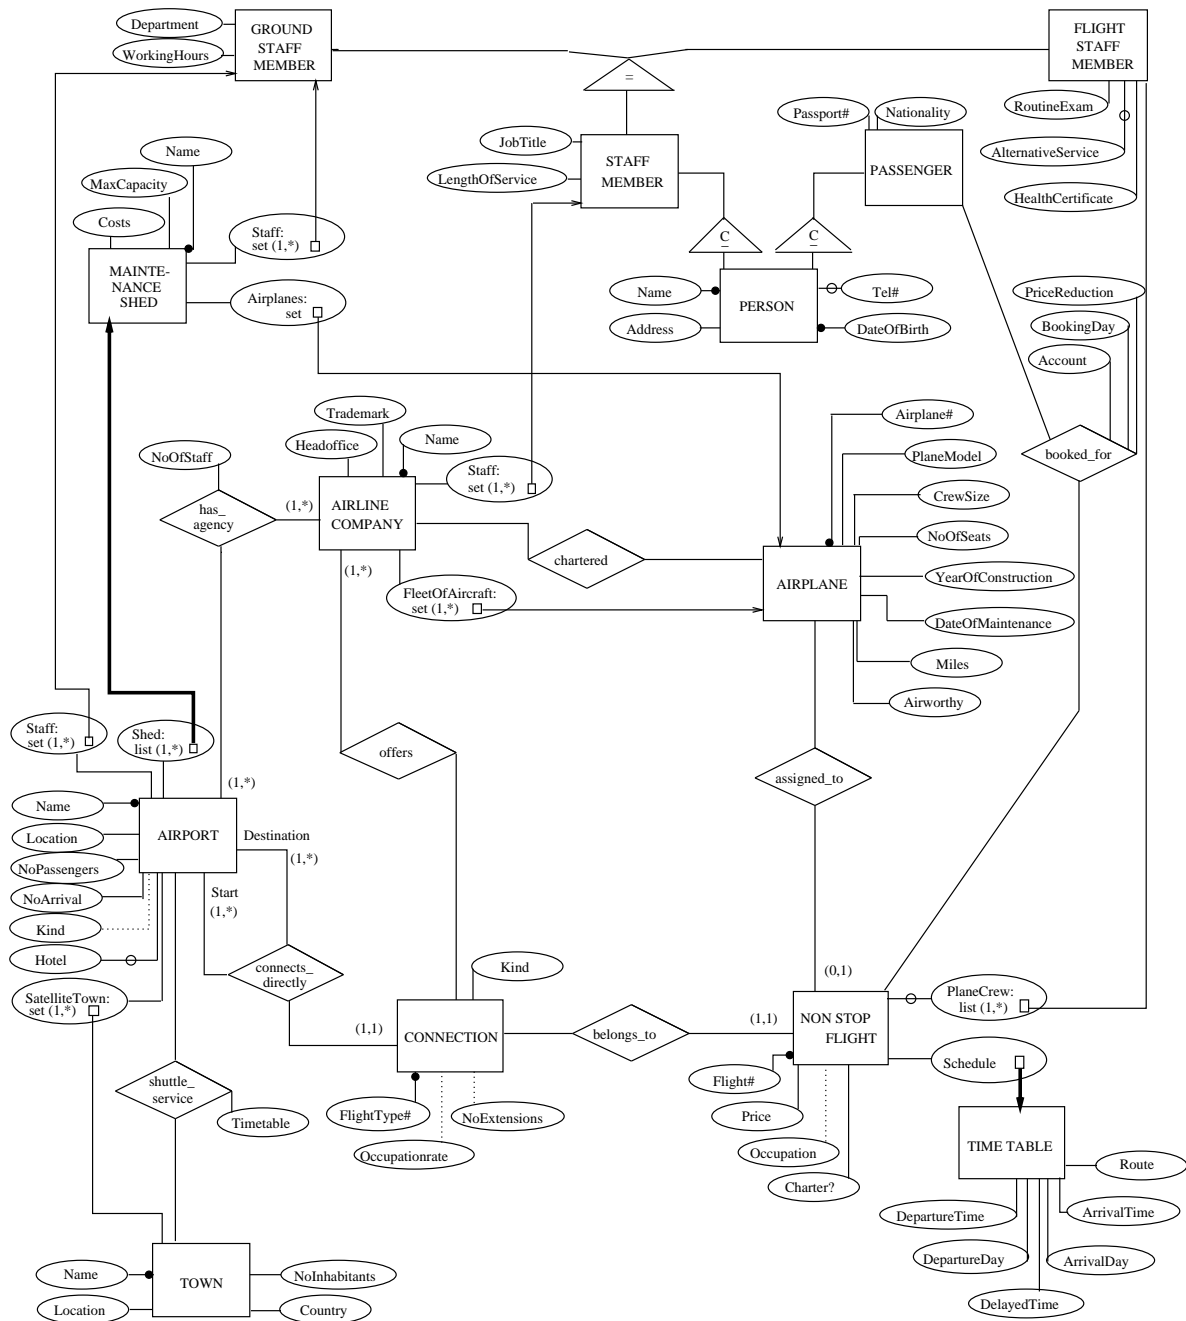 Department
WorkingHours
GROUND
STAFF
MEMBER
FLIGHT
STAFF
MEMBER
=
RoutineExam
AlternativeService
HealthCertificate
Passport#
Nationality
PASSENGER
JobTitle
LengthOfService
STAFF
MEMBER
Name
MaxCapacity
Costs
Staff:
set (1,*)
MAINTE-
NANCE
SHED
Airplanes:
set
C
C
Name
Address
PERSON
Tel#
DateOfBirth
PriceReduction
BookingDay
Account
booked_for
Trademark
Headoffice
Name
NoOfStaff
Staff:
set (1,*)
has_
agency
(1,*)
AIRLINE
COMPANY
(1,*)
chartered
FleetOfAircraft:
set (1,*)
Airplane#
PlaneModel
CrewSize
NoOfSeats
AIRPLANE
YearOfConstruction
DateOfMaintenance
Miles
Airworthy
Staff:
set (1,*)
Shed:
list (1,*)
offers
assigned_to
(1,*)
Name
Location
NoPassengers
NoArrival
Kind
Hotel
SatelliteTown:
set (1,*)
AIRPORT
Destination
(1,*)
Start
(1,*)
connects_
directly
Kind
(0,1)
PlaneCrew:
list (1,*)
(1,1)
CONNECTION
belongs_to
(1,1)
NON STOP
FLIGHT
Schedule
shuttle_
service
Timetable
FlightType#
NoExtensions
Occupationrate
Flight#
Price
Occupation
Charter?
TIME TABLE
Route
DepartureTime
ArrivalTime
DepartureDay
ArrivalDay
DelayedTime
Name
Location
TOWN
NoInhabitants
Country